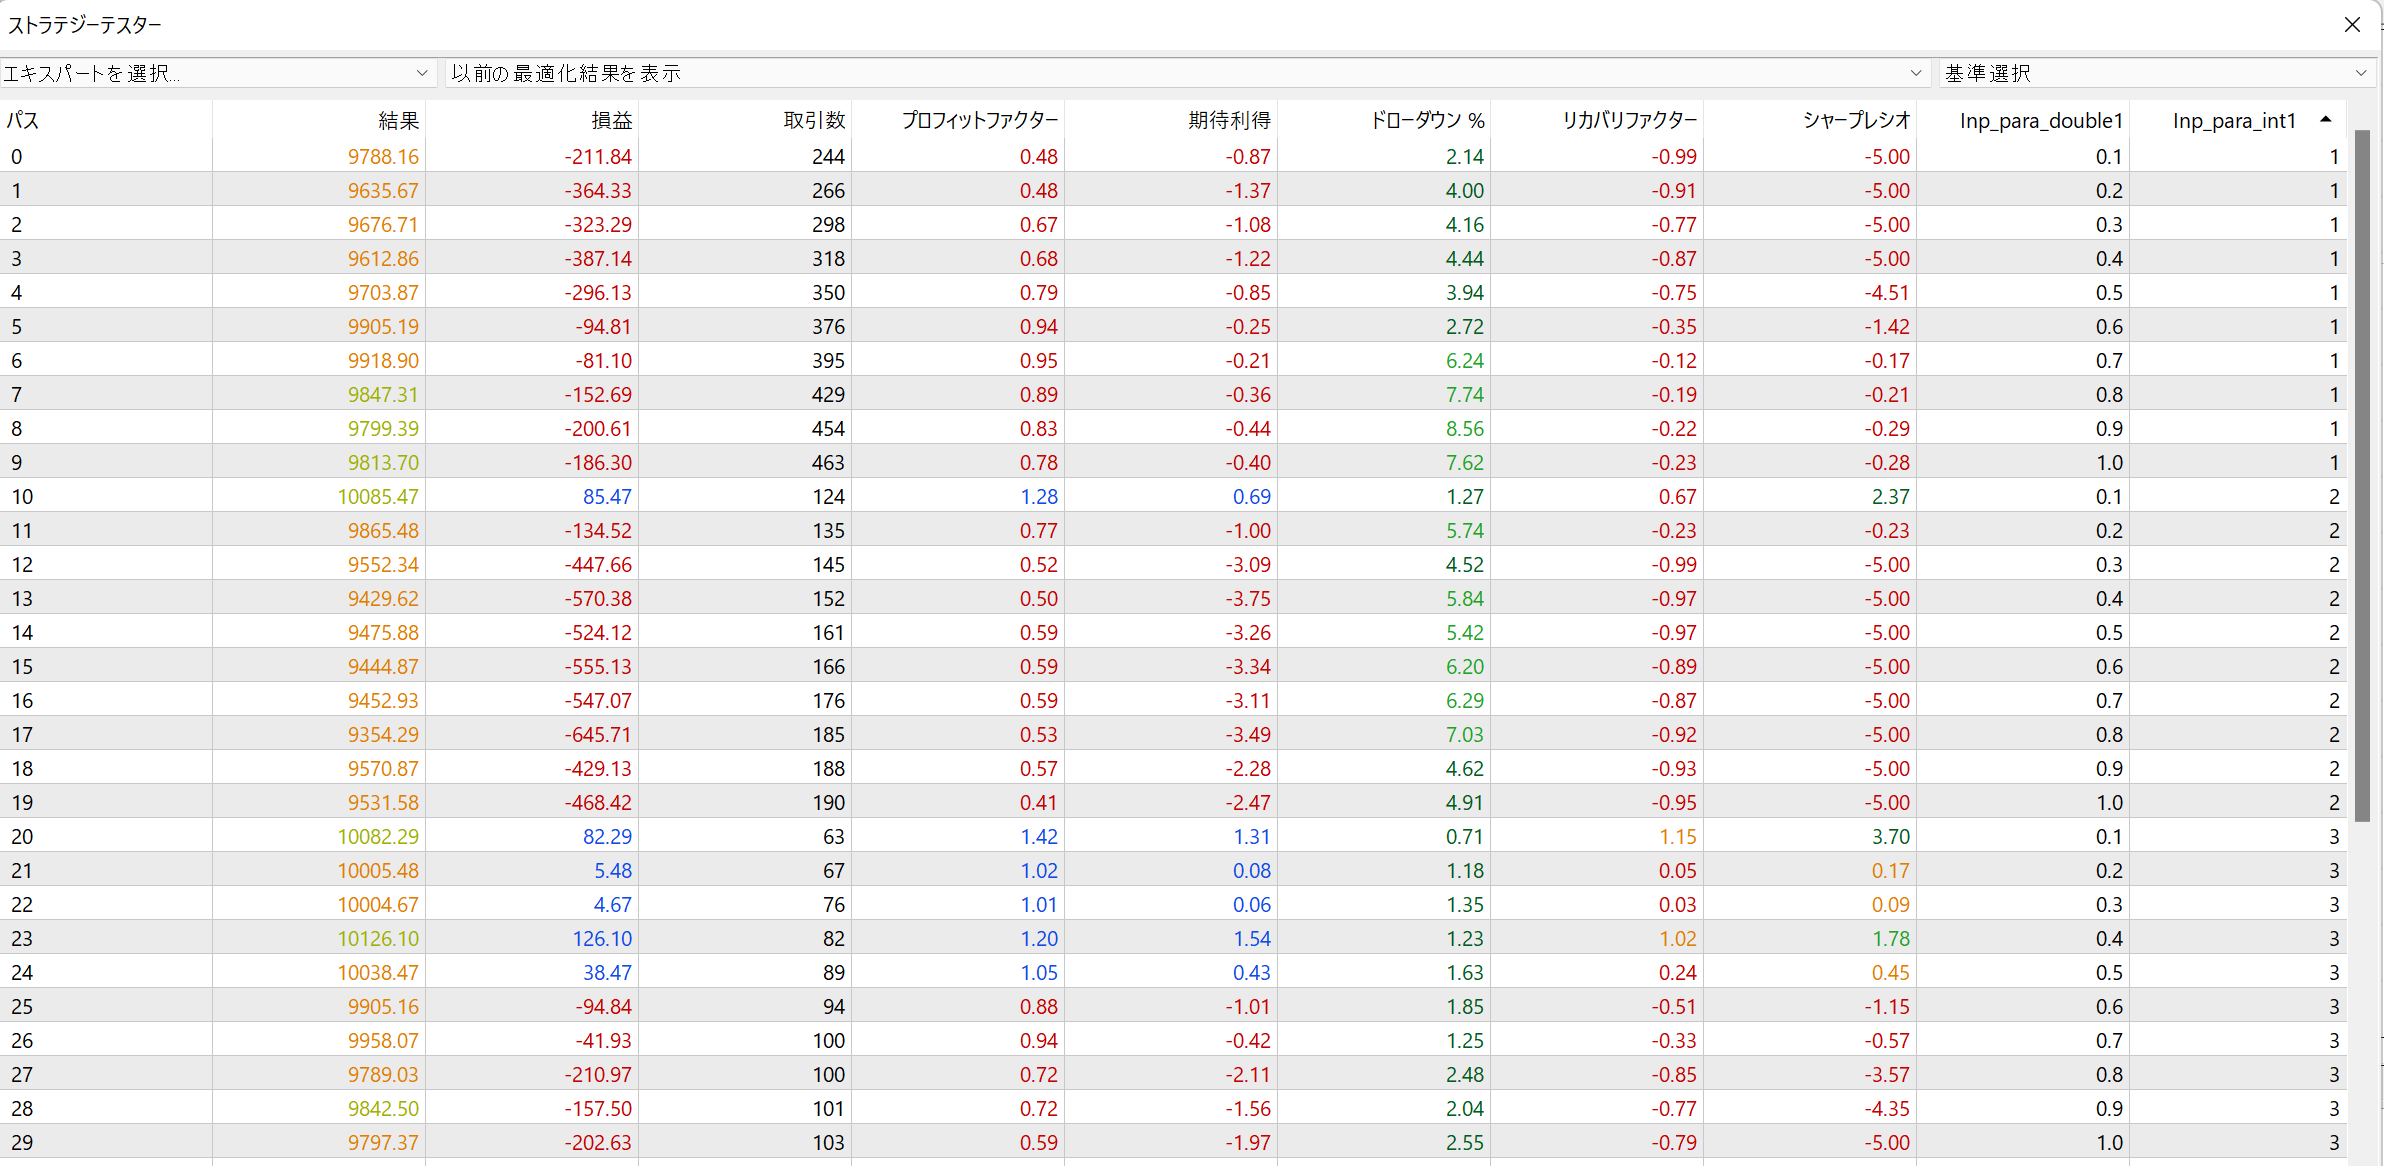 ストラテジーテスター
エキスパートを選択... 以前の最適化結果を表示 基準選択
パス 結果 損益 取引数 プロフィットファクター 期待利得 ドローダウン % リカバリファクター シャープレシオ Inp_para_double1 Inp_para_int1
0 9788.16 -211.84 244 0.48 -0.87 2.14 -0.99 -5.00 0.1 1
1 9635.67 -364.33 266 0.48 -1.37 4.00 -0.91 -5.00 0.2 1
2 9676.71 -323.29 298 0.67 -1.08 4.16 -0.77 -5.00 0.3 1
3 9612.86 -387.14 318 0.68 -1.22 4.44 -0.87 -5.00 0.4 1
4 9703.87 -296.13 350 0.79 -0.85 3.94 -0.75 -4.51 0.5 1
5 9905.19 -94.81 376 0.94 -0.25 2.72 -0.35 -1.42 0.6 1
6 9918.90 -81.10 395 0.95 -0.21 6.24 -0.12 -0.17 0.7 1
7 9847.31 -152.69 429 0.89 -0.36 7.74 -0.19 -0.21 0.8 1
8 9799.39 -200.61 454 0.83 -0.44 8.56 -0.22 -0.29 0.9 1
9 9813.70 -186.30 463 0.78 -0.40 7.62 -0.23 -0.28 1.0 1
10 10085.47 85.47 124 1.28 0.69 1.27 0.67 2.37 0.1 2
11 9865.48 -134.52 135 0.77 -1.00 5.74 -0.23 -0.23 0.2 2
12 9552.34 -447.66 145 0.52 -3.09 4.52 -0.99 -5.00 0.3 2
13 9429.62 -570.38 152 0.50 -3.75 5.84 -0.97 -5.00 0.4 2
14 9475.88 -524.12 161 0.59 -3.26 5.42 -0.97 -5.00 0.5 2
15 9444.87 -555.13 166 0.59 -3.34 6.20 -0.89 -5.00 0.6 2
16 9452.93 -547.07 176 0.59 -3.11 6.29 -0.87 -5.00 0.7 2
17 9354.29 -645.71 185 0.53 -3.49 7.03 -0.92 -5.00 0.8 2
18 9570.87 -429.13 188 0.57 -2.28 4.62 -0.93 -5.00 0.9 2
19 9531.58 -468.42 190 0.41 -2.47 4.91 -0.95 -5.00 1.0 2
20 10082.29 82.29 63 1.42 1.31 0.71 1.15 3.70 0.1 3
21 10005.48 5.48 67 1.02 0.08 1.18 0.05 0.17 0.2 3
22 10004.67 4.67 76 1.01 0.06 1.35 0.03 0.09 0.3 3
23 10126.10 126.10 82 1.20 1.54 1.23 1.02 1.78 0.4 3
24 10038.47 38.47 89 1.05 0.43 1.63 0.24 0.45 0.5 3
25 9905.16 -94.84 94 0.88 -1.01 1.85 -0.51 -1.15 0.6 3
26 9958.07 -41.93 100 0.94 -0.42 1.25 -0.33 -0.57 0.7 3
27 9789.03 -210.97 100 0.72 -2.11 2.48 -0.85 -3.57 0.8 3
28 9842.50 -157.50 101 0.72 -1.56 2.04 -0.77 -4.35 0.9 3
29 9797.37 -202.63 103 0.59 -1.97 2.55 -0.79 -5.00 1.0 3